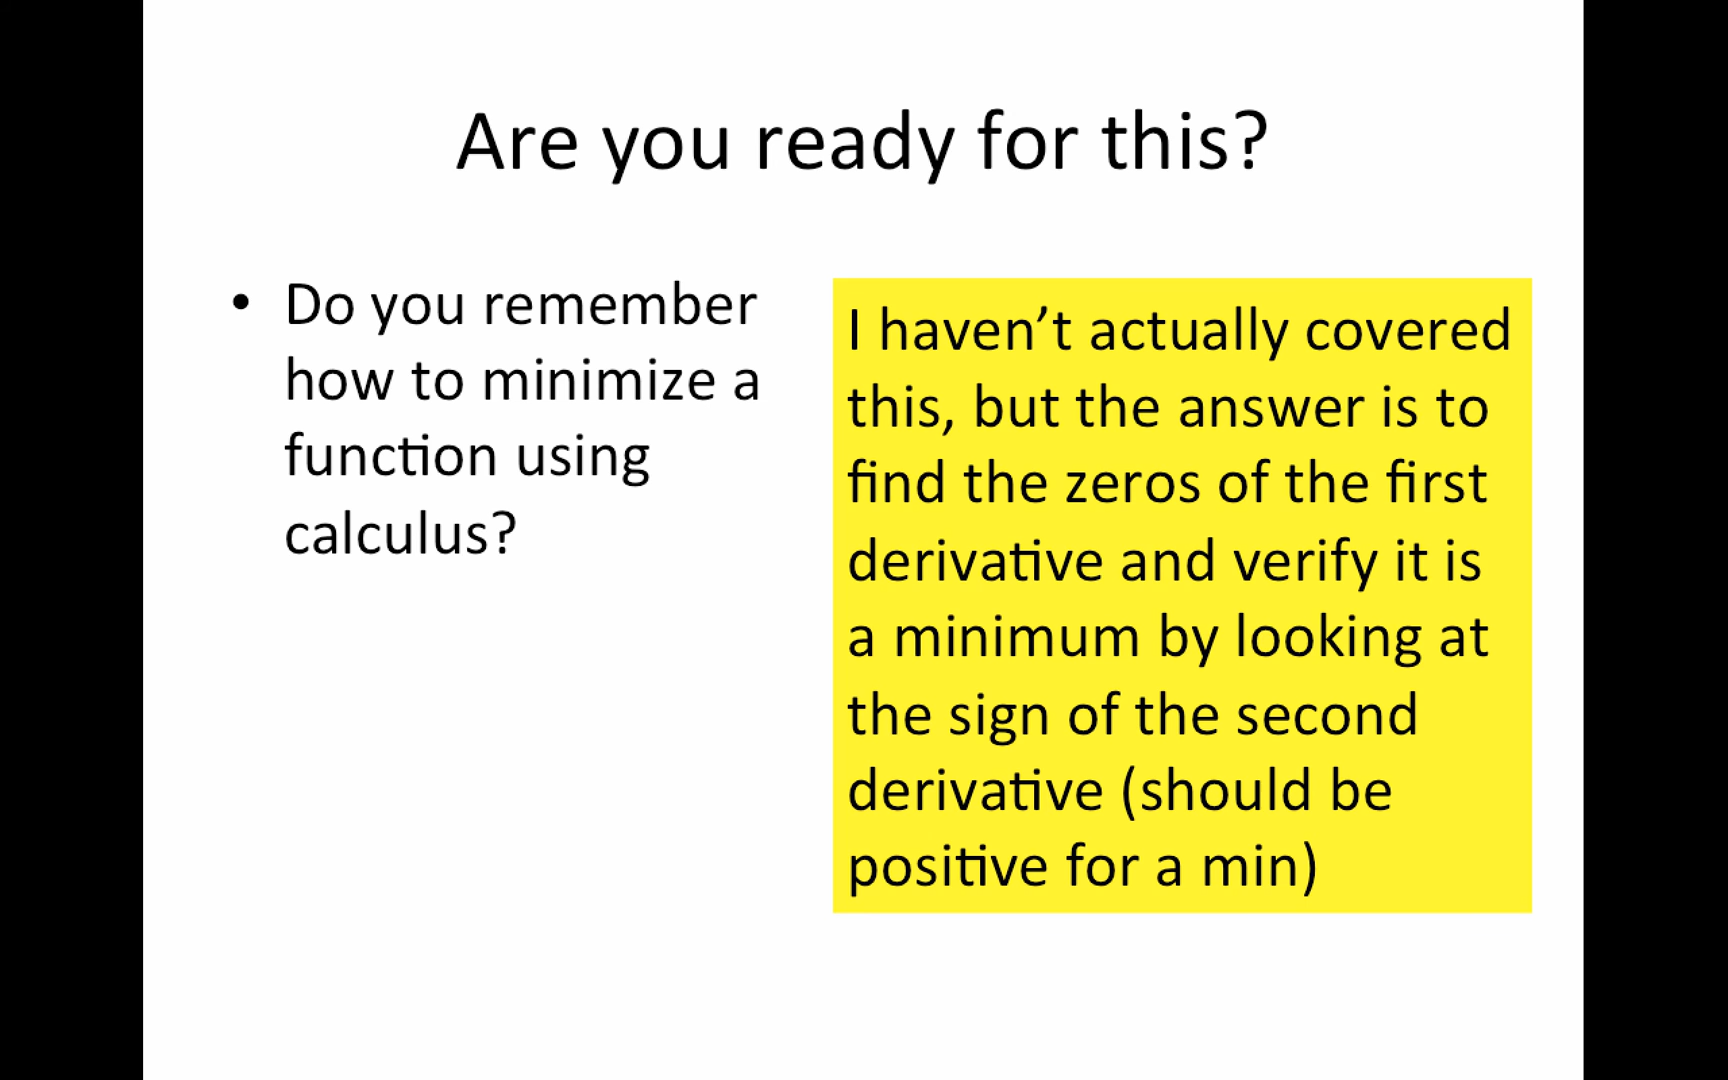 Are you ready for this?
• Do you remember
how to minimize a
function using
calculus?
I haven’t actually covered
this, but the answer is to
find the zeros of the first
derivative and verify it is
a minimum by looking at
the sign of the second
derivative (should be
positive for a min)